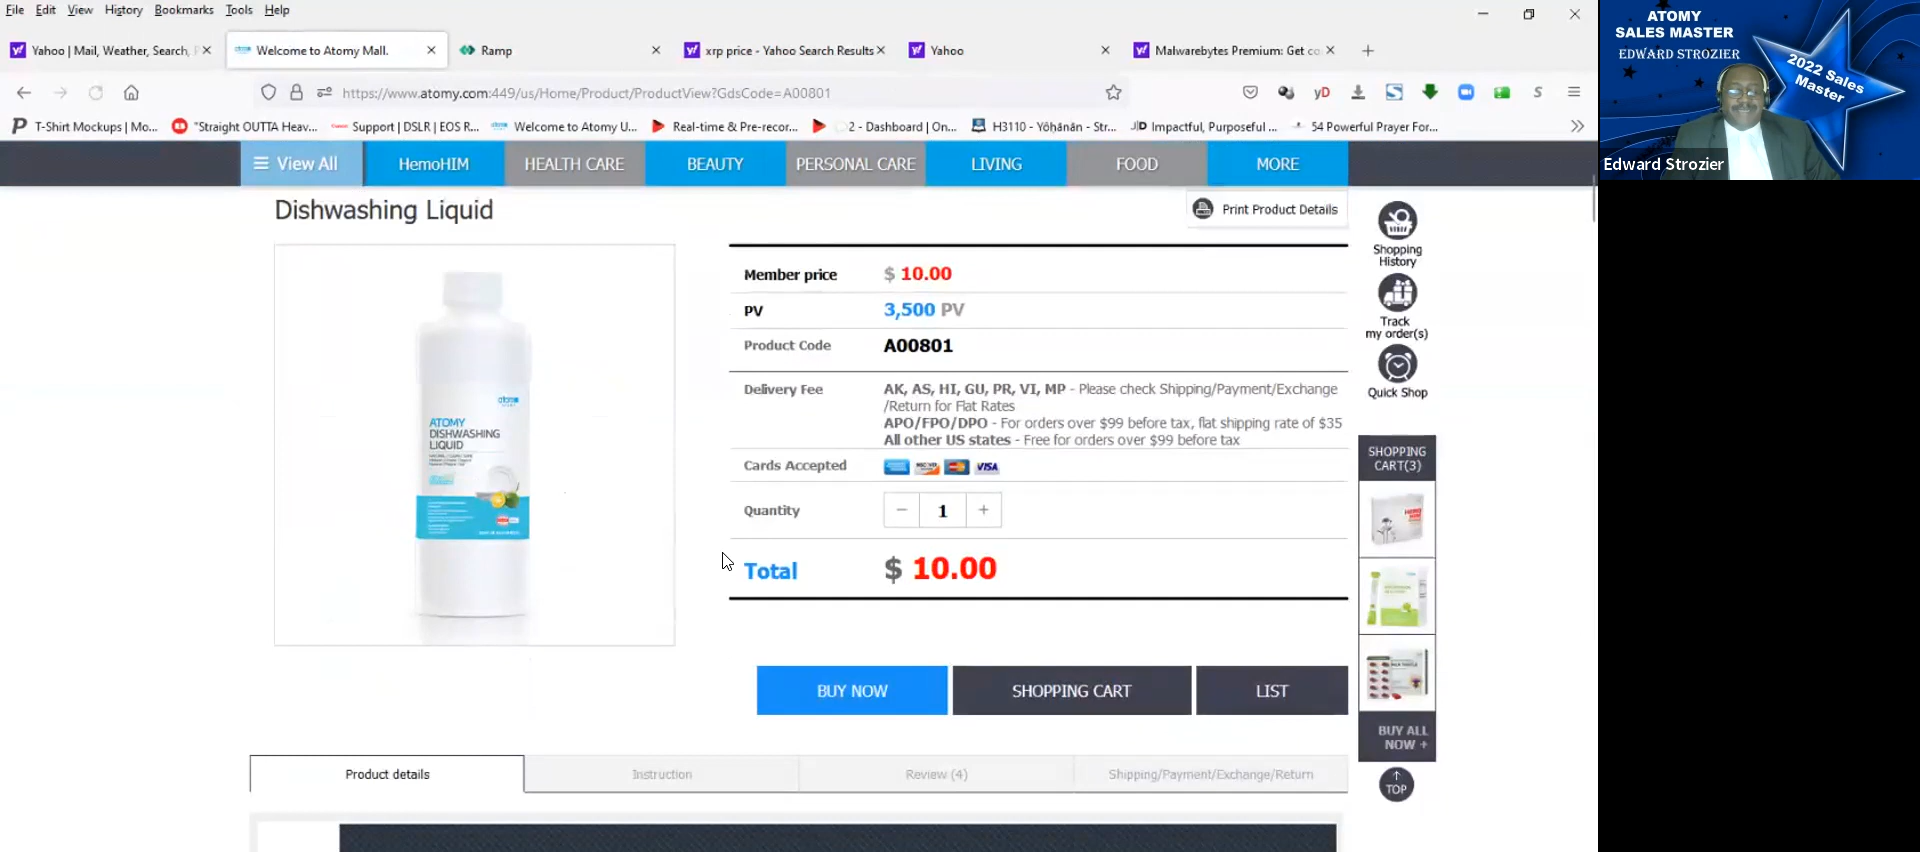 File Edit View History Bookmarks Tools Help
Yahoo | Mail, Weather, Search,
Welcome to Atomy Mall.
Ramp
xrp price - Yahoo Search Results
Yahoo
Malwarebytes Premium: Get co
https://www.atomy.com:449/us/Home/Product/ProductView?GdsCode=A00801
T-Shirt Mockups | Mo...
"Straight OUTTA Heav...
Support | DSLR | EOS R...
Welcome to Atomy U...
Real-time & Pre-recor...
2 - Dashboard | On...
H3110 - Yôḥānān - Str...
Impactful, Purposeful ...
54 Powerful Prayer For...
View All HemoHIM HEALTH CARE BEAUTY PERSONAL CARE LIVING FOOD MORE
Dishwashing Liquid
Print Product Details
ATOMY
DISHWASHING
LIQUID
Member price $ 10.00
PV 3,500 PV
Product Code A00801
Delivery Fee AK, AS, HI, GU, PR, VI, MP - Please check Shipping/Payment/Exchange
/Return for Flat Rates
APO/FPO/DPO - For orders over $99 before tax, flat shipping rate of $35
All other US states - Free for orders over $99 before tax
Cards Accepted VISA
Quantity − 1 +
Total $ 10.00
BUY NOW SHOPPING CART LIST
Product details Instruction Review (4) Shipping/Payment/Exchange/Return
Shopping
History
Track
my order(s)
Quick Shop
SHOPPING
CART(3)
BUY ALL
NOW +
TOP
ATOMY
SALES MASTER
EDWARD STROZIER
2022 Sales
Master
Edward Strozier